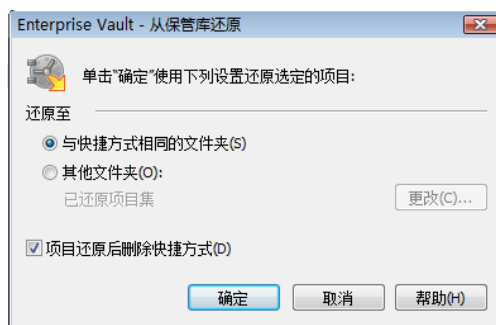 Enterprise Vault - 从保管库还原
单击"确定"使用下列设置还原选定的项目:
还原至
与快捷方式相同的文件夹(S)
其他文件夹(O):
已还原项目集
更改(C)...
项目还原后删除快捷方式(D)
确定
取消
帮助(H)